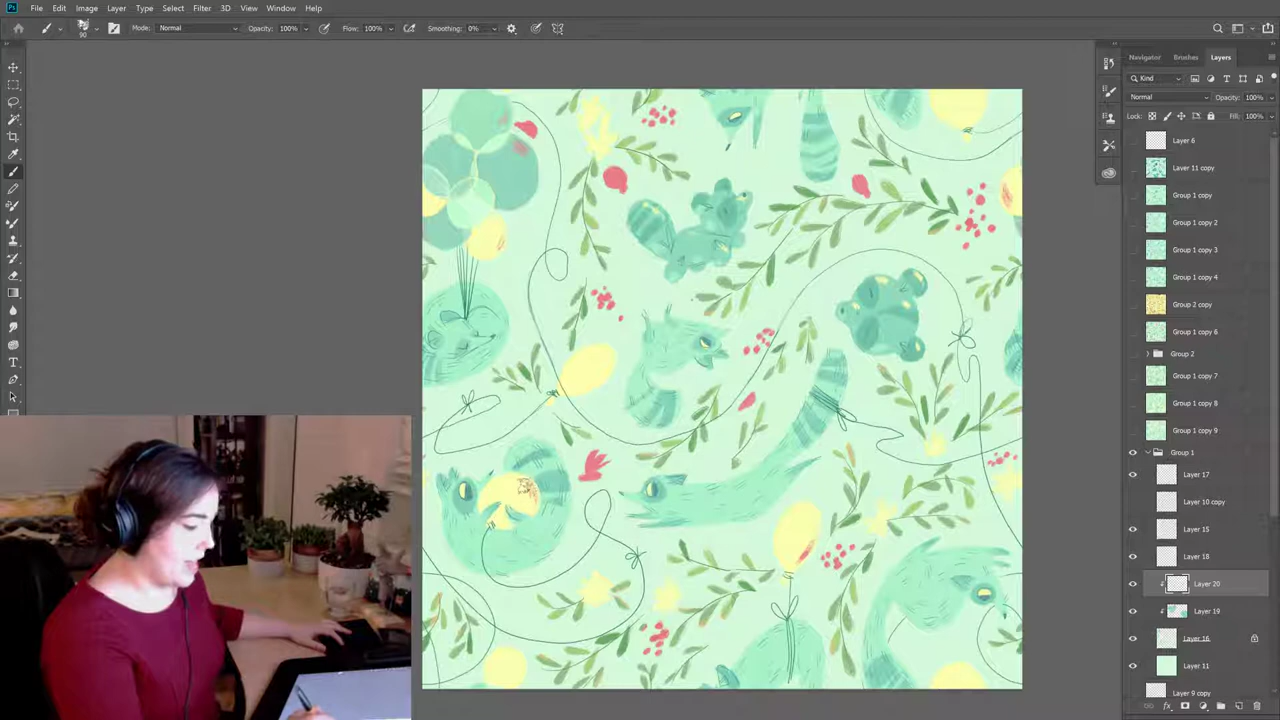 Ps File Edit Image Layer Type Select Filter 3D View Window Help
90 Mode: Normal Opacity: 100% Flow: 100% Smoothing: 0%
Navigator Brushes Layers
Kind
Normal Opacity: 100%
Lock: Fill: 100%
Layer 6
Layer 11 copy
Group 1 copy
Group 1 copy 2
Group 1 copy 3
Group 1 copy 4
Group 2 copy
Group 1 copy 6
Group 2
Group 1 copy 7
Group 1 copy 8
Group 1 copy 9
Group 1
Layer 17
Layer 10 copy
Layer 15
Layer 18
Layer 20
Layer 19
Layer 16
Layer 11
Layer 9 copy
fx